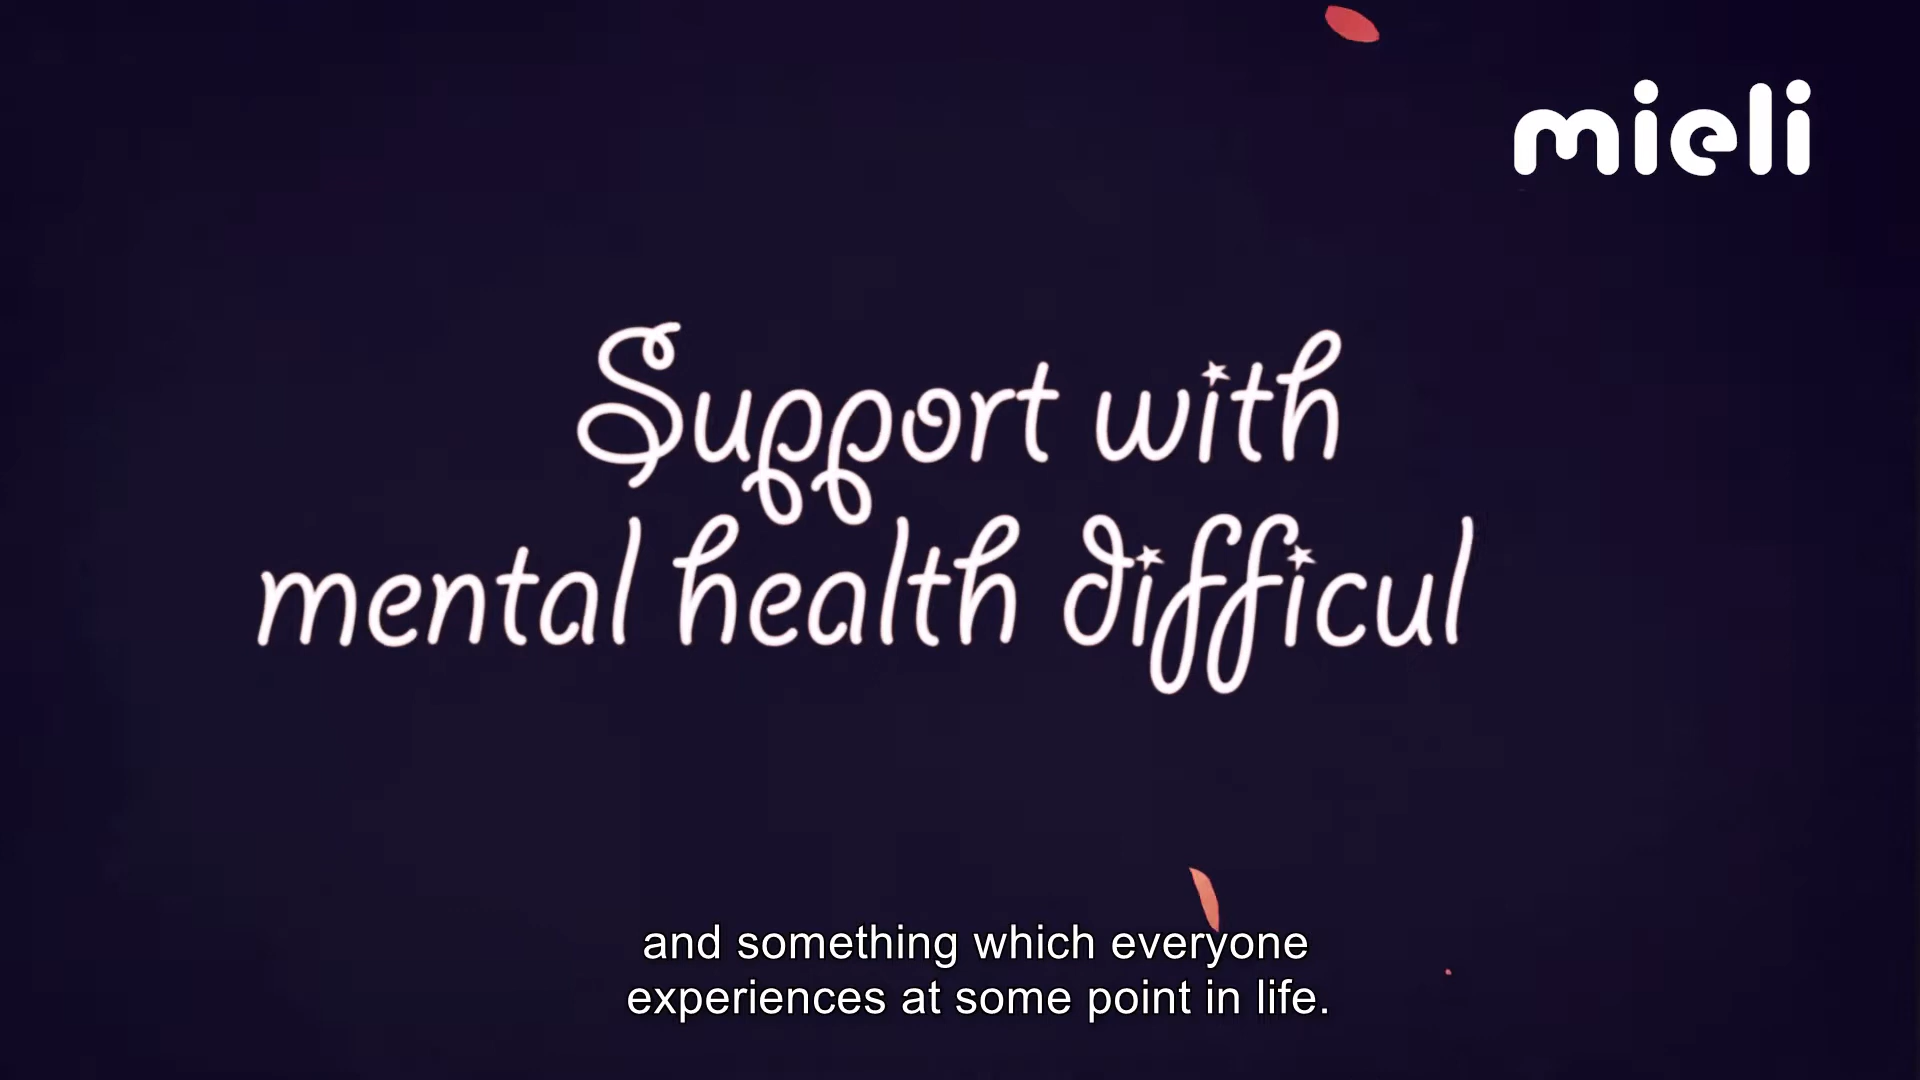 mieli
Support with
mental health difficul
and something which everyone
experiences at some point in life.